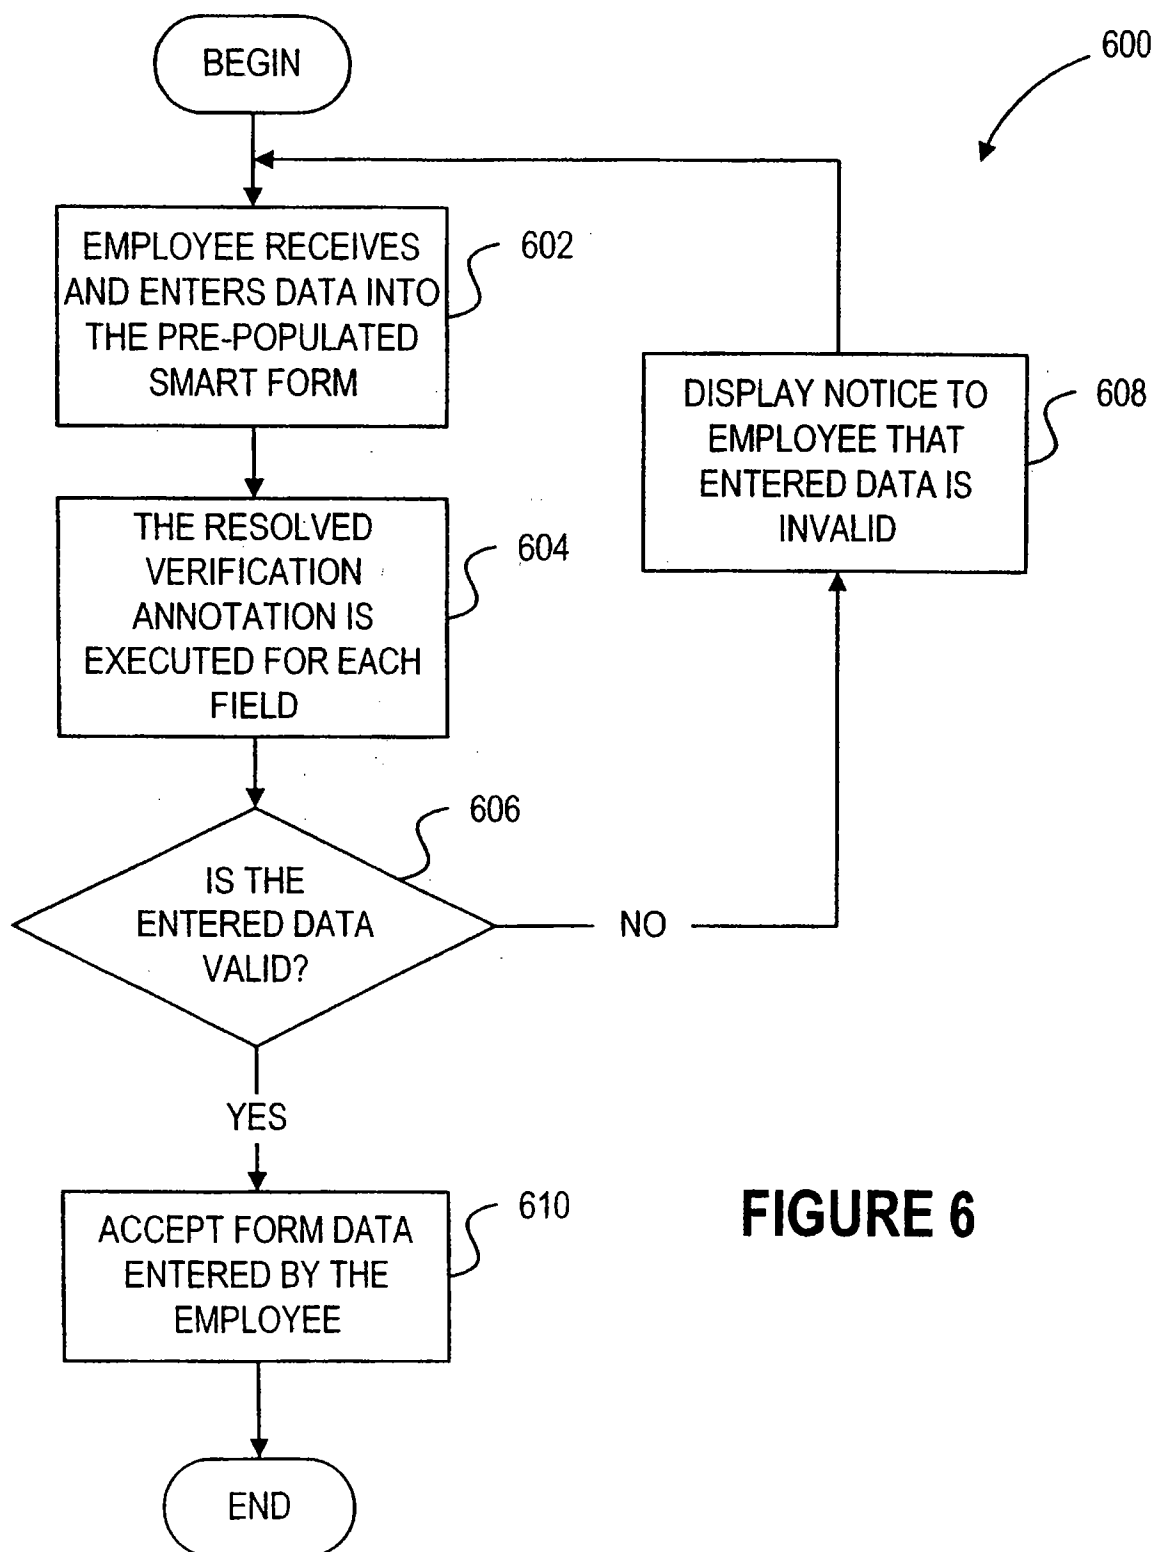 BEGIN
600
EMPLOYEE RECEIVES
AND ENTERS DATA INTO
THE PRE-POPULATED
SMART FORM
602
THE RESOLVED
VERIFICATION
ANNOTATION IS
EXECUTED FOR EACH
FIELD
604
IS THE
ENTERED DATA
VALID?
606
NO
DISPLAY NOTICE TO
EMPLOYEE THAT
ENTERED DATA IS
INVALID
608
YES
ACCEPT FORM DATA
ENTERED BY THE
EMPLOYEE
610
END
FIGURE 6